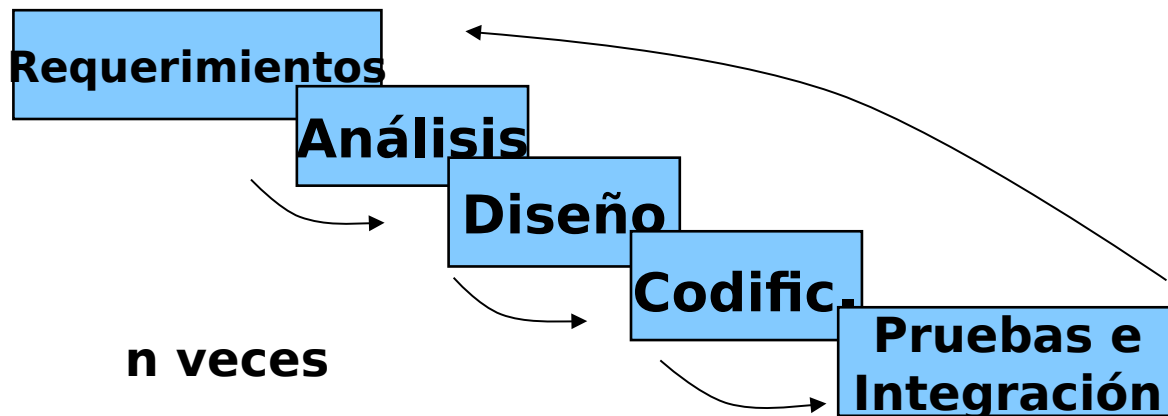 Requerimientos
Análisis
Diseño
Codific.
Pruebas e
Integración
n veces